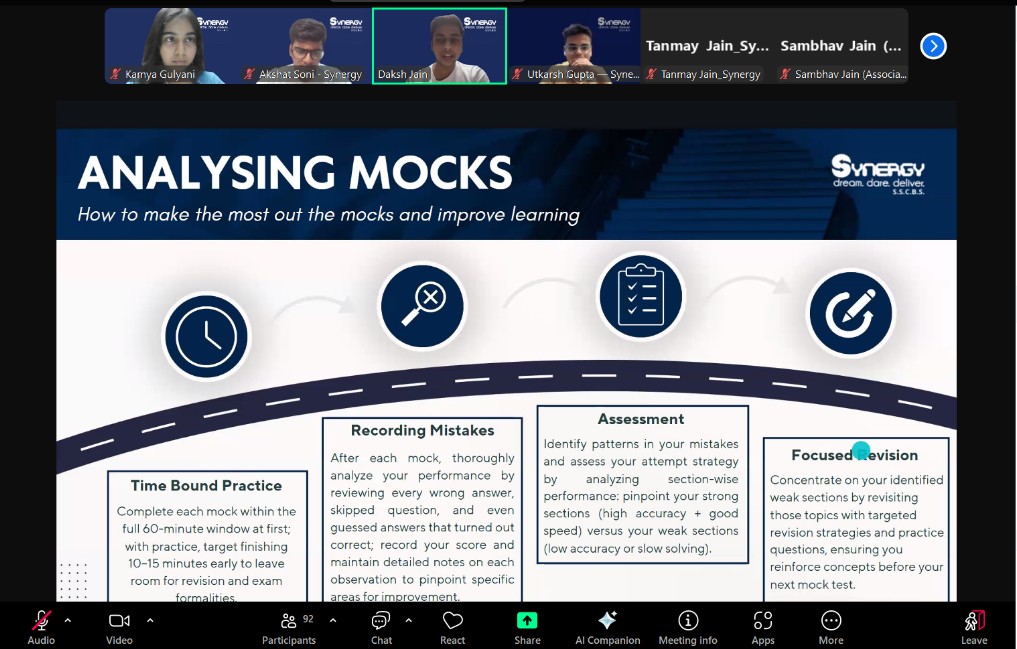 SYNERGY
SYNERGY
SYNERGY
SYNERGY
Tanmay Jain_Sy...
Sambhav Jain (...
Kamya Gulyani
Akshat Soni - Synergy
Daksh Jain
Utkarsh Gupta — Syne...
Tanmay Jain_Synergy
Sambhav Jain (Associa...
ANALYSING MOCKS
How to make the most out the mocks and improve learning
SYNERGY
dream. dare. deliver.
S.S.C.B.S.
Time Bound Practice
Complete each mock within the
full 60-minute window at first;
with practice, target finishing
10–15 minutes early to leave
room for revision and exam
formalities.
Recording Mistakes
After each mock, thoroughly
analyze your performance by
reviewing every wrong answer,
skipped question, and even
guessed answers that turned out
correct; record your score and
maintain detailed notes on each
observation to pinpoint specific
areas for improvement.
Assessment
Identify patterns in your mistakes
and assess your attempt strategy
by analyzing section-wise
performance: pinpoint your strong
sections (high accuracy + good
speed) versus your weak sections
(low accuracy or slow solving).
Focused Revision
Concentrate on your identified
weak sections by revisiting
those topics with targeted
revision strategies and practice
questions, ensuring you
reinforce concepts before your
next mock test.
92
Audio
Video
Participants
Chat
React
Share
AI Companion
Meeting info
Apps
More
Leave